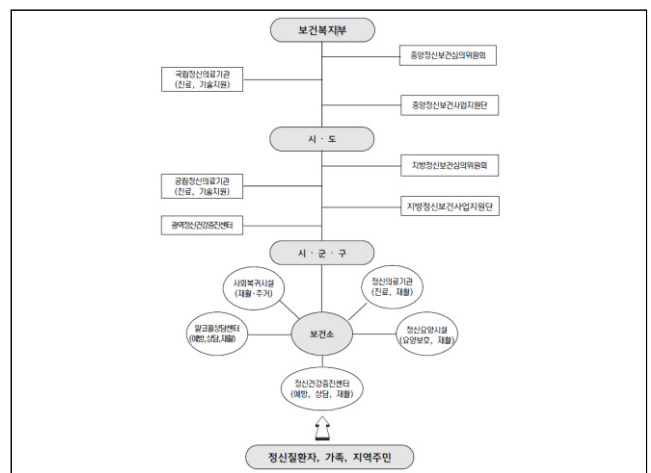 보건복지부
중앙정신보건심의위원회
국립정신의료기관
(진료, 기술지원)
중앙정신보건사업지원단
시 · 도
지방정신보건심의위원회
공립정신의료기관
(진료, 기술지원)
지방정신보건사업지원단
광역정신건강증진센터
시 · 군 · 구
사회복귀시설
(재활·주거)
정신의료기관
(진료, 재활)
알코올상담센터
(예방,상담,재활)
보건소
정신요양시설
(요양보호, 재활)
정신건강증진센터
(예방, 상담, 재활)
정신질환자, 가족, 지역주민